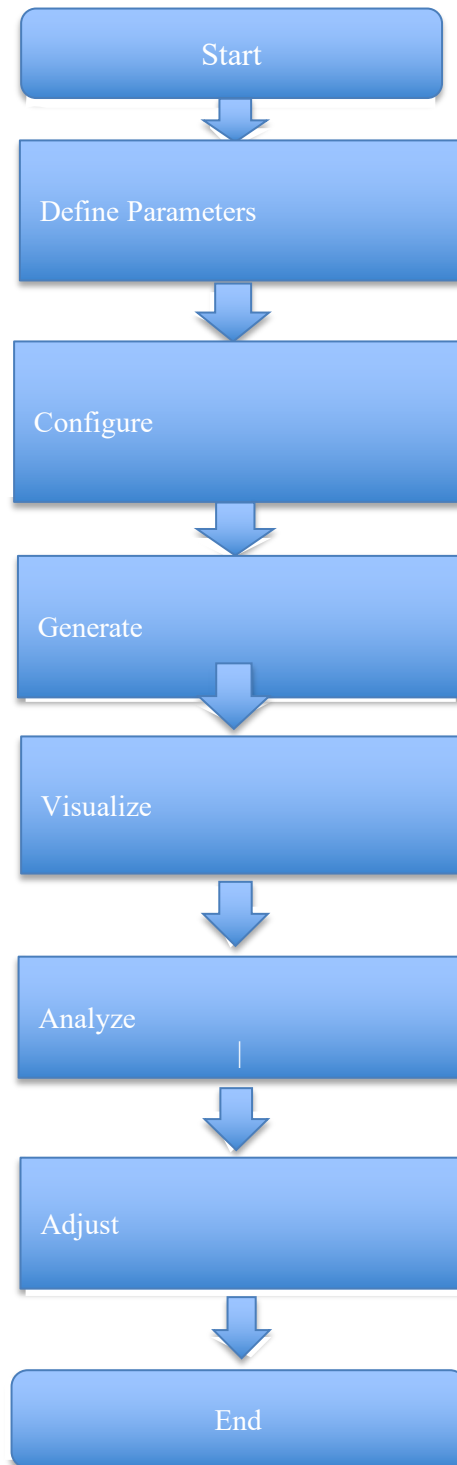 Start
Define Parameters
Configure
Generate
Visualize
Analyze
|
Adjust
End